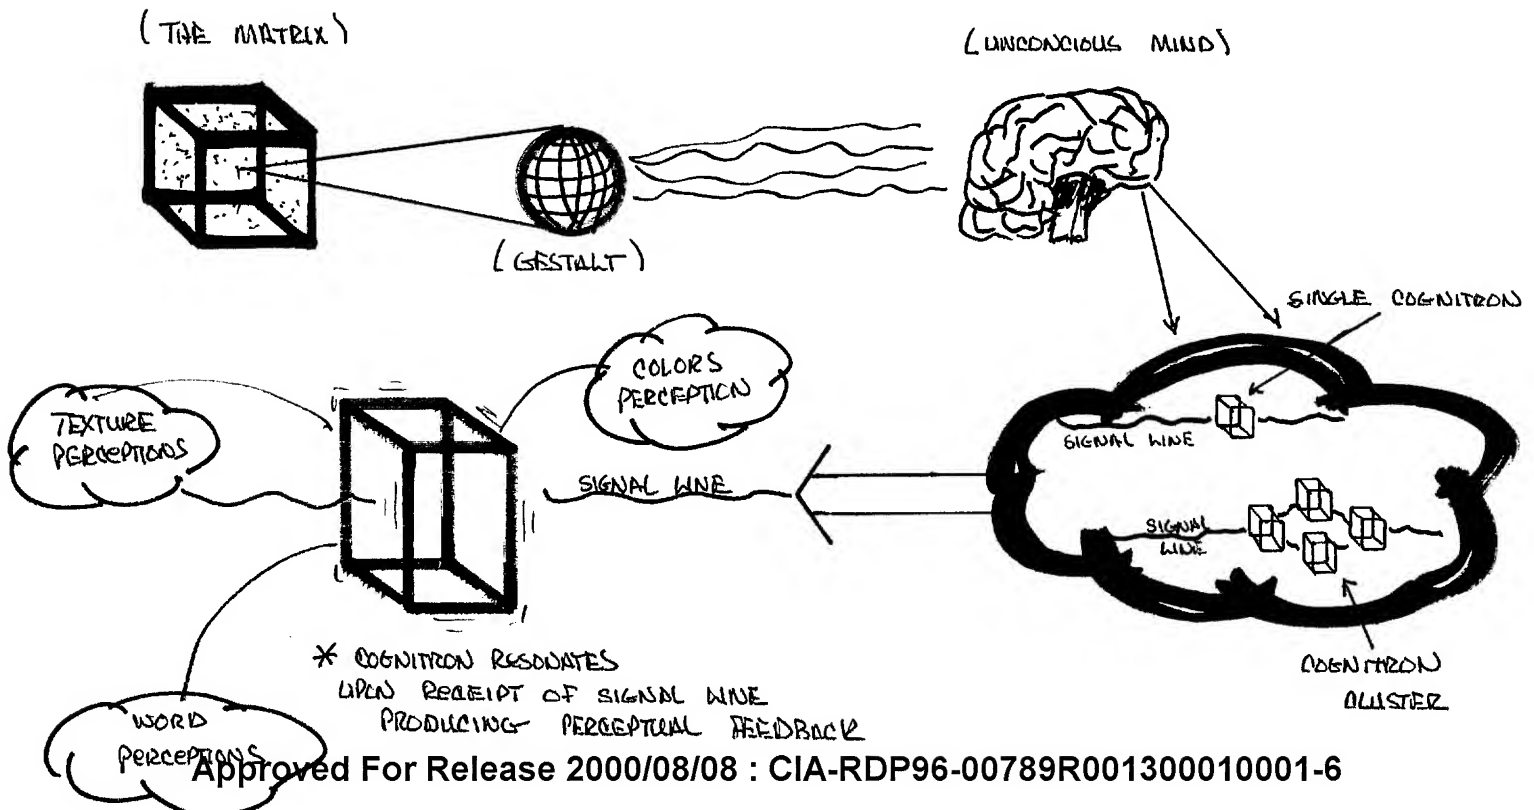 (THE MATRIX)
(UNCONCIOUS MIND)
(GESTALT)
SINGLE COGNITRON
COLORS
PERCEPTION
TEXTURE
PERCEPTIONS
SIGNAL LINE
SIGNAL LINE
SIGNAL
LINE
* COGNITRON RESONATES
UPON RECEIPT OF SIGNAL LINE
PRODUCING PERCEPTUAL FEEDBACK
COGNITRON
CLUSTER
WORD
PERCEPTIONS
Approved For Release 2000/08/08 : CIA-RDP96-00789R001300010001-6